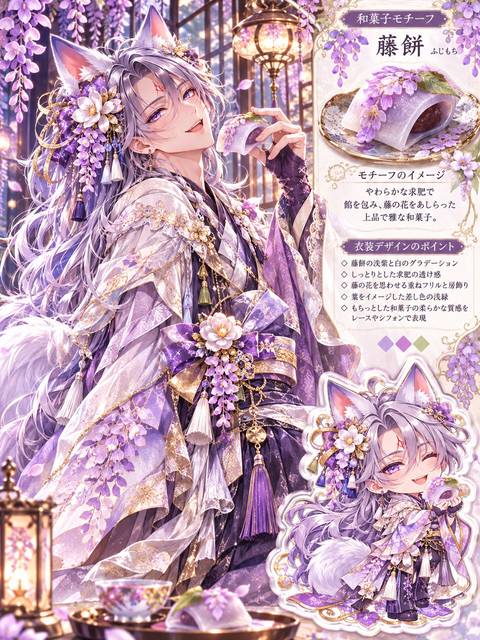 和菓子モチーフ
藤餅 ふじもち
モチーフのイメージ
やわらかな求肥で
餡を包み、藤の花をあしらった
上品で雅な和菓子。
衣装デザインのポイント
◇ 藤餅の浅紫と白のグラデーション
◇ しっとりとした求肥の透け感
◇ 藤の花を思わせる重ねフリルと房飾り
◇ 葉をイメージした差し色の浅緑
◇ もちっとした和菓子の柔らかな質感を
レースやシフォンで表現